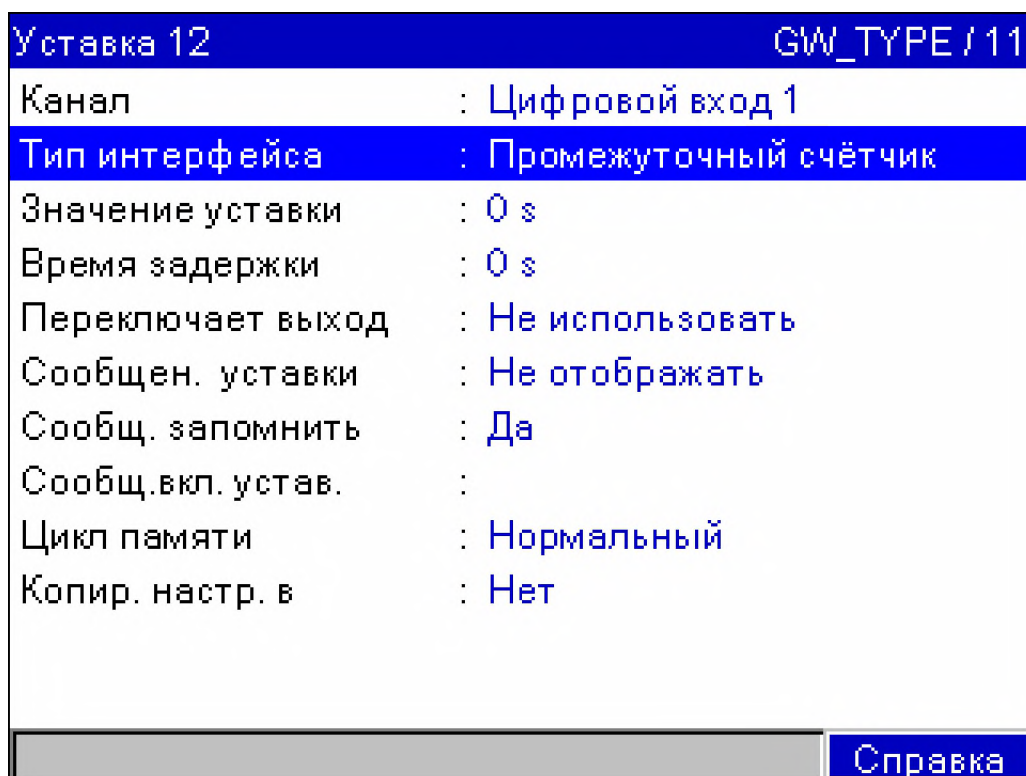 Уставка 12 GW_TYPE / 11
Канал : Цифровой вход 1
Тип интерфейса : Промежуточный счётчик
Значение уставки : 0 s
Время задержки : 0 s
Переключает выход : Не использовать
Сообщен. уставки : Не отображать
Сообщ. запомнить : Да
Сообщ.вкл. устав. :
Цикл памяти : Нормальный
Копир. настр. в : Нет
Справка